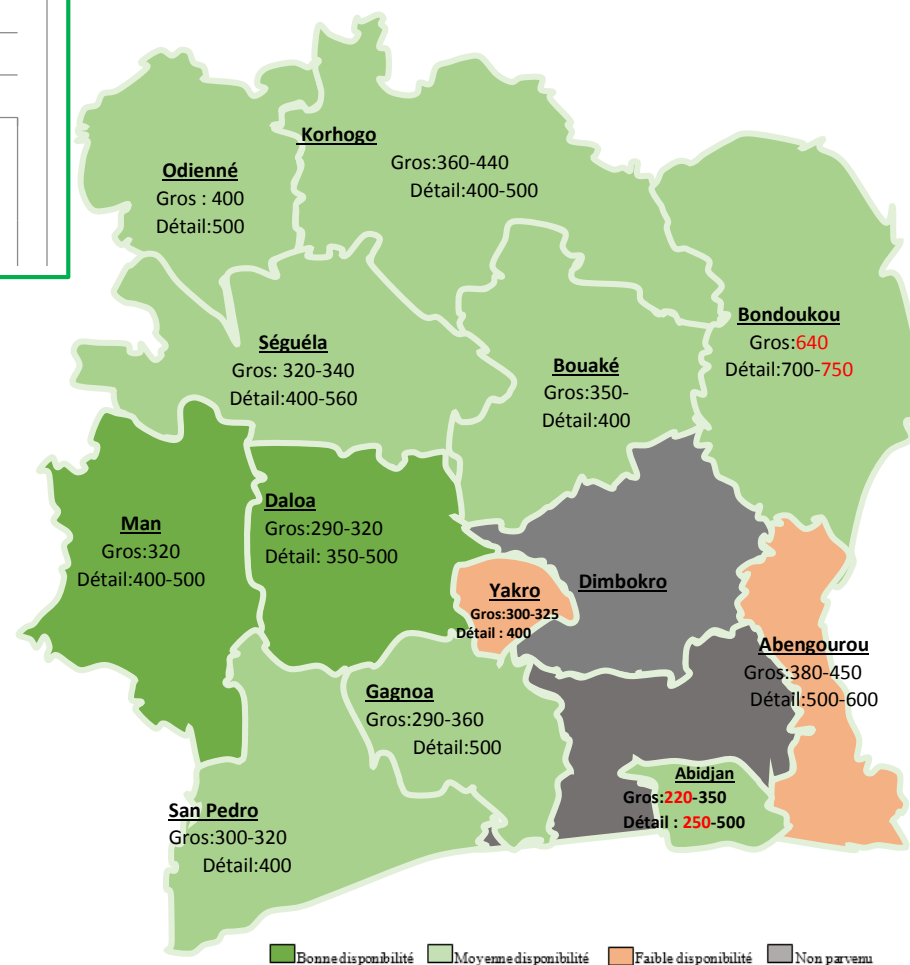 Korhogo
Gros:360-440
Détail:400-500
Odienné
Gros : 400
Détail:500
Bondoukou
Gros:640
Détail:700-750
Séguéla
Gros: 320-340
Détail:400-560
Bouaké
Gros:350-
Détail:400
Man
Gros:320
Détail:400-500
Daloa
Gros:290-320
Détail: 350-500
Yakro
Gros:300-325
Détail : 400
Dimbokro
Abengourou
Gros:380-450
Détail:500-600
Gagnoa
Gros:290-360
Détail:500
Abidjan
Gros:220-350
Détail : 250-500
San Pedro
Gros:300-320
Détail:400
Bonne disponibilité Moyenne disponibilité Faible disponibilité Non parvenu